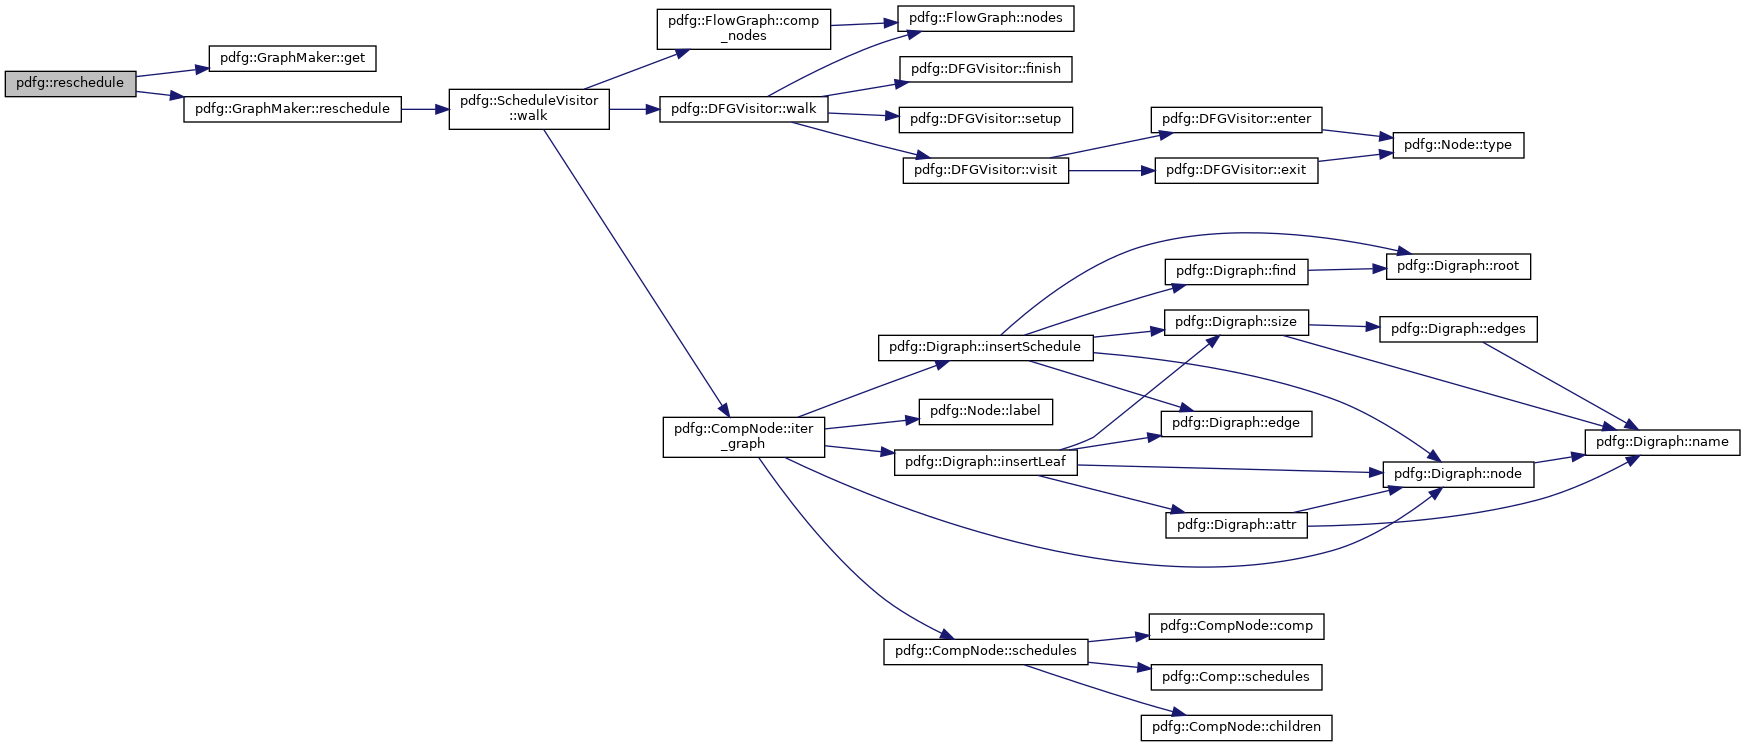 pdfg::reschedule
pdfg::GraphMaker::get
pdfg::GraphMaker::reschedule
pdfg::ScheduleVisitor
::walk
pdfg::FlowGraph::comp
_nodes
pdfg::FlowGraph::nodes
pdfg::DFGVisitor::walk
pdfg::DFGVisitor::finish
pdfg::DFGVisitor::setup
pdfg::DFGVisitor::visit
pdfg::DFGVisitor::enter
pdfg::DFGVisitor::exit
pdfg::Node::type
pdfg::CompNode::iter
_graph
pdfg::Digraph::insertSchedule
pdfg::Node::label
pdfg::Digraph::insertLeaf
pdfg::Digraph::find
pdfg::Digraph::root
pdfg::Digraph::size
pdfg::Digraph::edges
pdfg::Digraph::edge
pdfg::Digraph::name
pdfg::Digraph::node
pdfg::Digraph::attr
pdfg::CompNode::schedules
pdfg::CompNode::comp
pdfg::Comp::schedules
pdfg::CompNode::children